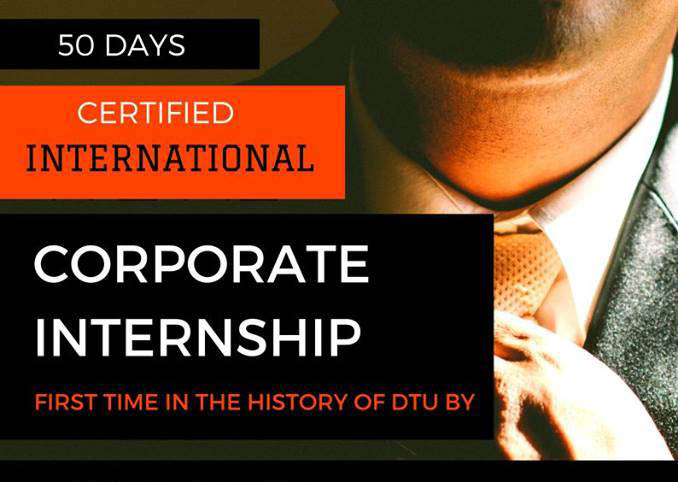 50 DAYS
CERTIFIED
INTERNATIONAL
CORPORATE
INTERNSHIP
FIRST TIME IN THE HISTORY OF DTU BY